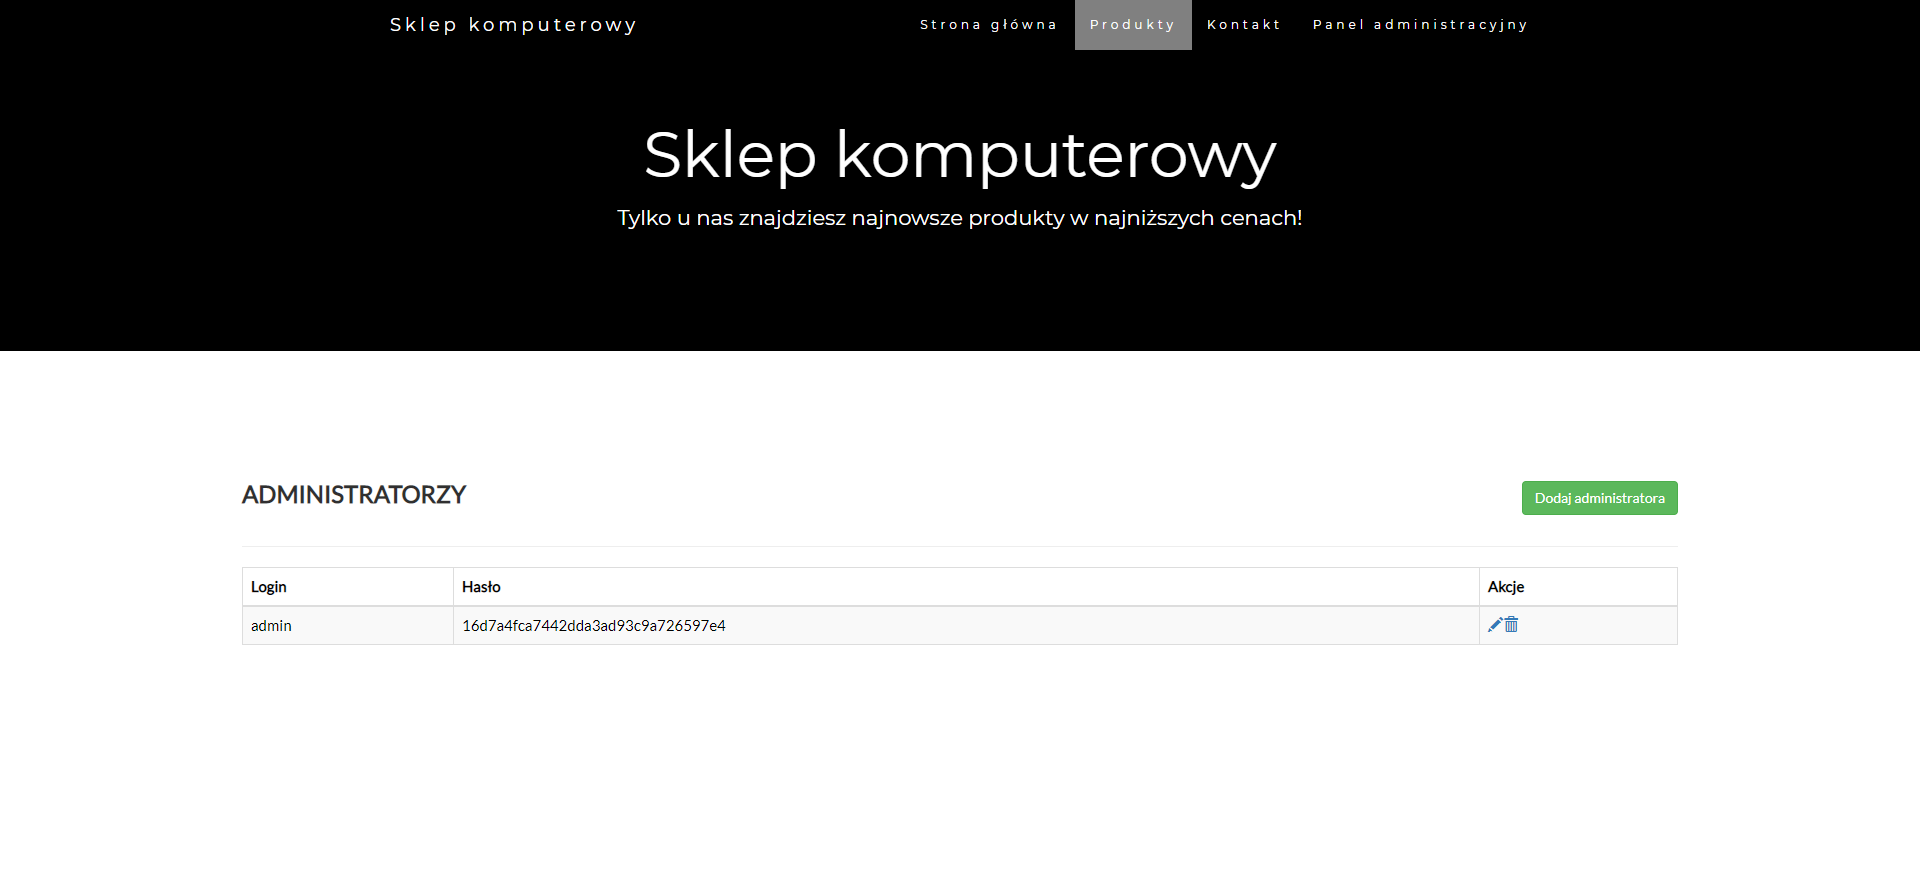 Sklep komputerowy
Strona główna Produkty Kontakt Panel administracyjny
Sklep komputerowy
Tylko u nas znajdziesz najnowsze produkty w najniższych cenach!
ADMINISTRATORZY
Dodaj administratora
Login Hasło Akcje
admin 16d7a4fca7442dda3ad93c9a726597e4